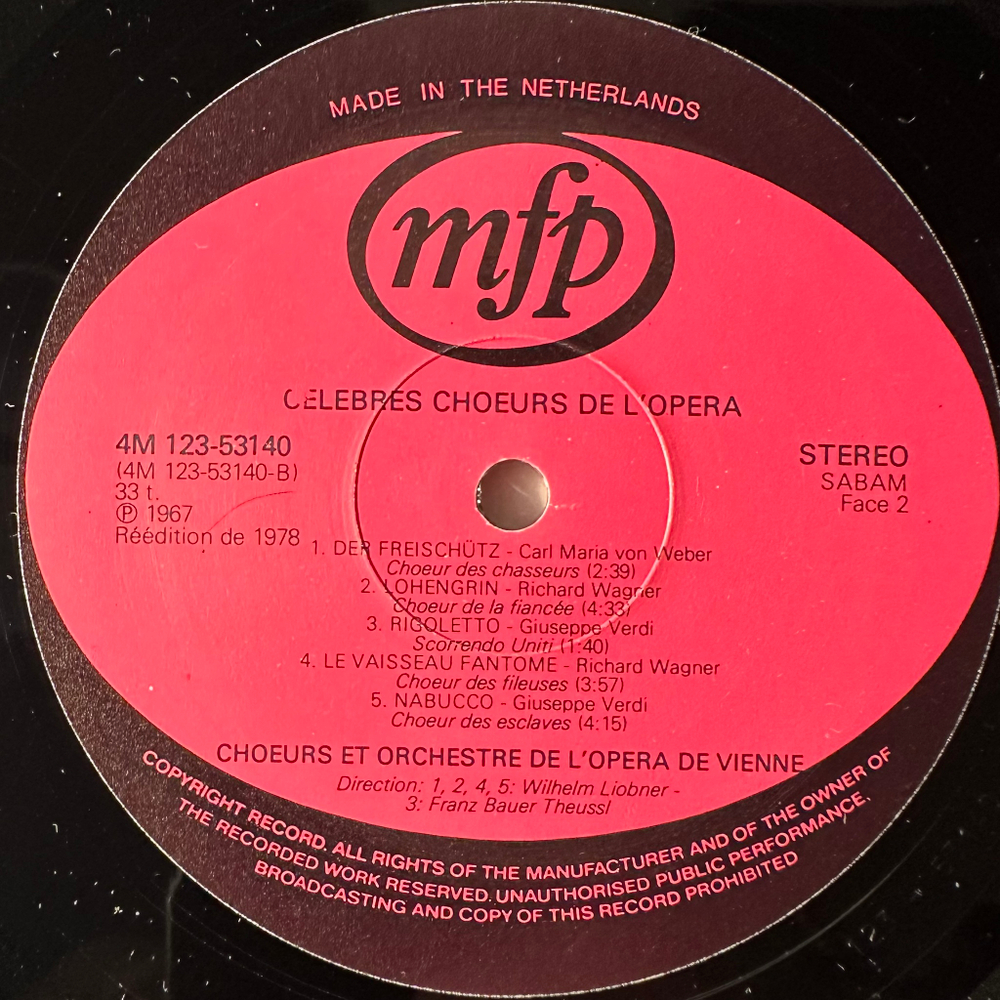 MADE IN THE NETHERLANDS
mfp
CELEBRES CHOEURS DE L'OPERA
4M 123-53140
(4M 123-53140-B)
33 t.
Ⓟ 1967
Réédition de 1978
STEREO
SABAM
Face 2
1. DER FREISCHÜTZ - Carl Maria von Weber
Choeur des chasseurs (2:39)
2. LOHENGRIN - Richard Wagner
Choeur de la fiancée (4:33)
3. RIGOLETTO - Giuseppe Verdi
Scorrendo Uniti (1:40)
4. LE VAISSEAU FANTOME - Richard Wagner
Choeur des fileuses (3:57)
5. NABUCCO - Giuseppe Verdi
Choeur des esclaves (4:15)
CHOEURS ET ORCHESTRE DE L'OPERA DE VIENNE
Direction: 1, 2, 4, 5: Wilhelm Liobner -
3: Franz Bauer Theussl
COPYRIGHT RECORD. ALL RIGHTS OF THE MANUFACTURER AND OF THE OWNER OF
THE RECORDED WORK RESERVED. UNAUTHORISED PUBLIC PERFORMANCE,
BROADCASTING AND COPY OF THIS RECORD PROHIBITED